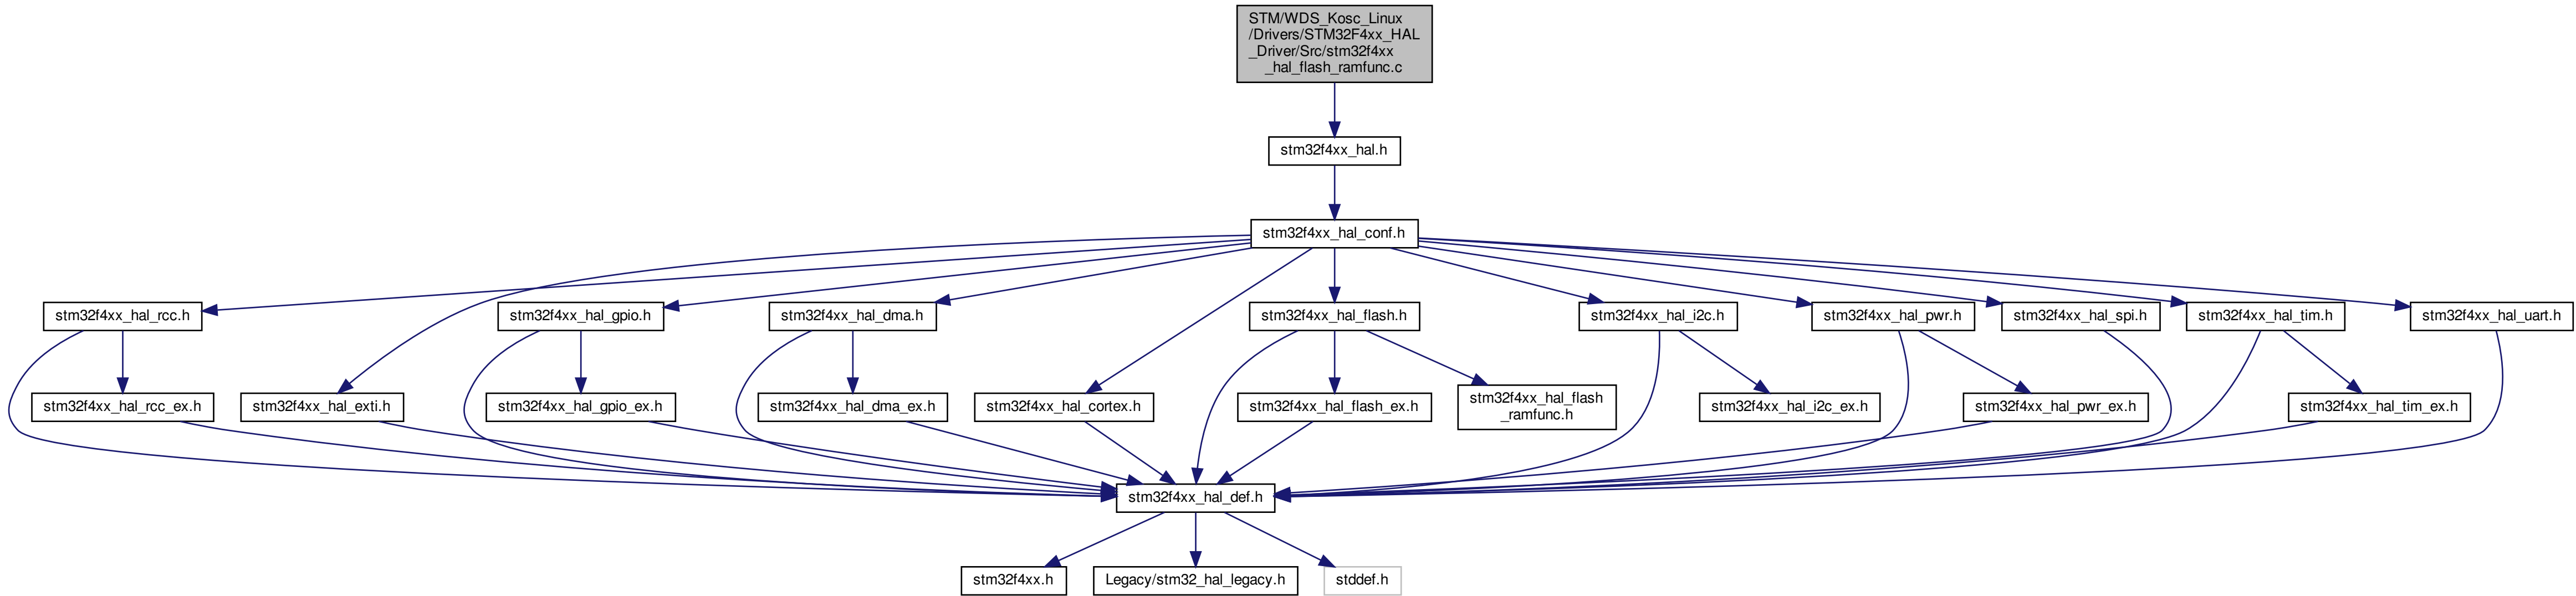 STM/WDS_Kosc_Linux
/Drivers/STM32F4xx_HAL
_Driver/Src/stm32f4xx
_hal_flash_ramfunc.c
stm32f4xx_hal.h
stm32f4xx_hal_conf.h
stm32f4xx_hal_rcc.h
stm32f4xx_hal_gpio.h
stm32f4xx_hal_dma.h
stm32f4xx_hal_flash.h
stm32f4xx_hal_i2c.h
stm32f4xx_hal_pwr.h
stm32f4xx_hal_spi.h
stm32f4xx_hal_tim.h
stm32f4xx_hal_uart.h
stm32f4xx_hal_rcc_ex.h
stm32f4xx_hal_exti.h
stm32f4xx_hal_gpio_ex.h
stm32f4xx_hal_dma_ex.h
stm32f4xx_hal_cortex.h
stm32f4xx_hal_flash_ex.h
stm32f4xx_hal_flash
_ramfunc.h
stm32f4xx_hal_i2c_ex.h
stm32f4xx_hal_pwr_ex.h
stm32f4xx_hal_tim_ex.h
stm32f4xx_hal_def.h
stm32f4xx.h
Legacy/stm32_hal_legacy.h
stddef.h